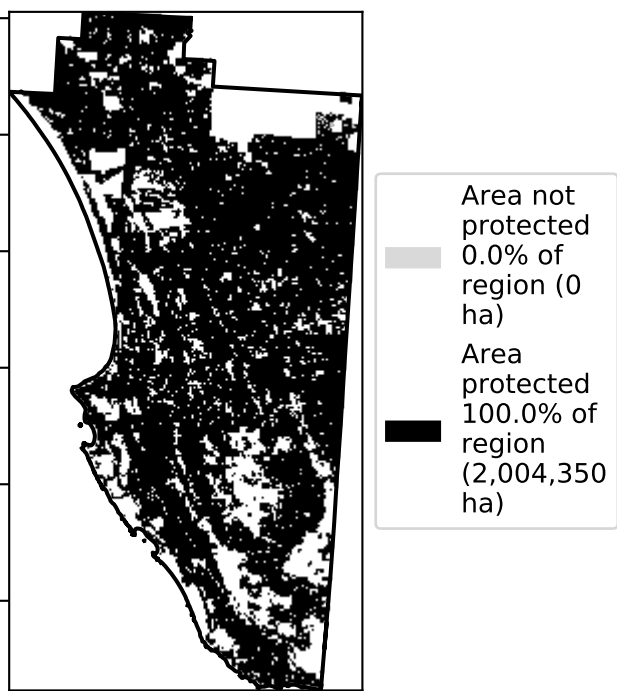 Area not
protected
0.0% of
region (0
ha)
Area
protected
100.0% of
region
(2,004,350
ha)